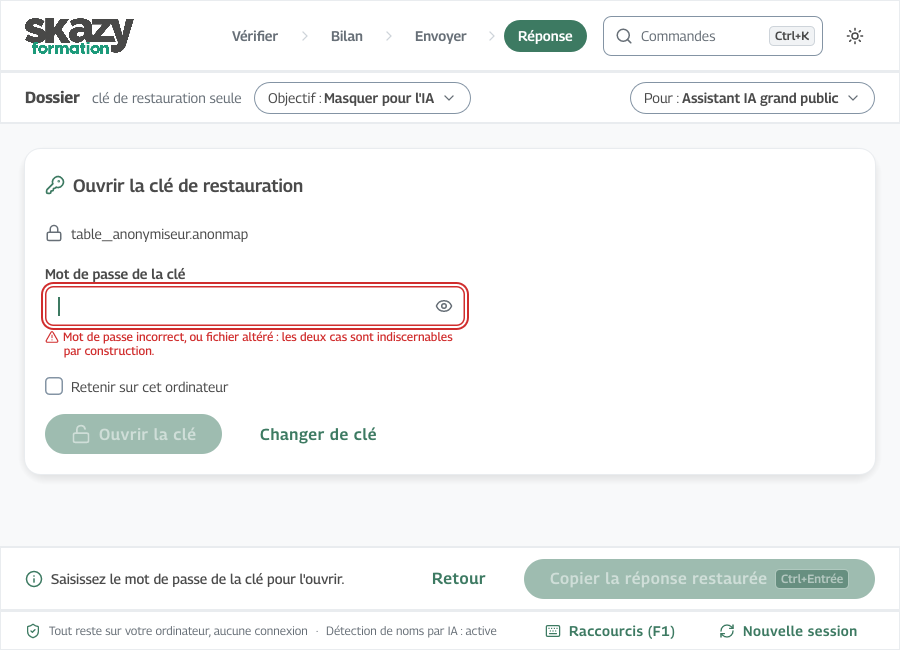 skazy
formation
Vérifier
Bilan
Envoyer
Réponse
Commandes
Ctrl+K
Dossier clé de restauration seule
Objectif : Masquer pour l'IA
Pour : Assistant IA grand public
Ouvrir la clé de restauration
table_anonymiseur.anonmap
Mot de passe de la clé
Mot de passe incorrect, ou fichier altéré : les deux cas sont indiscernables
par construction.
Retenir sur cet ordinateur
Ouvrir la clé
Changer de clé
Saisissez le mot de passe de la clé pour l'ouvrir.
Retour
Copier la réponse restaurée Ctrl+Entrée
Tout reste sur votre ordinateur, aucune connexion · Détection de noms par IA : active
Raccourcis (F1)
Nouvelle session